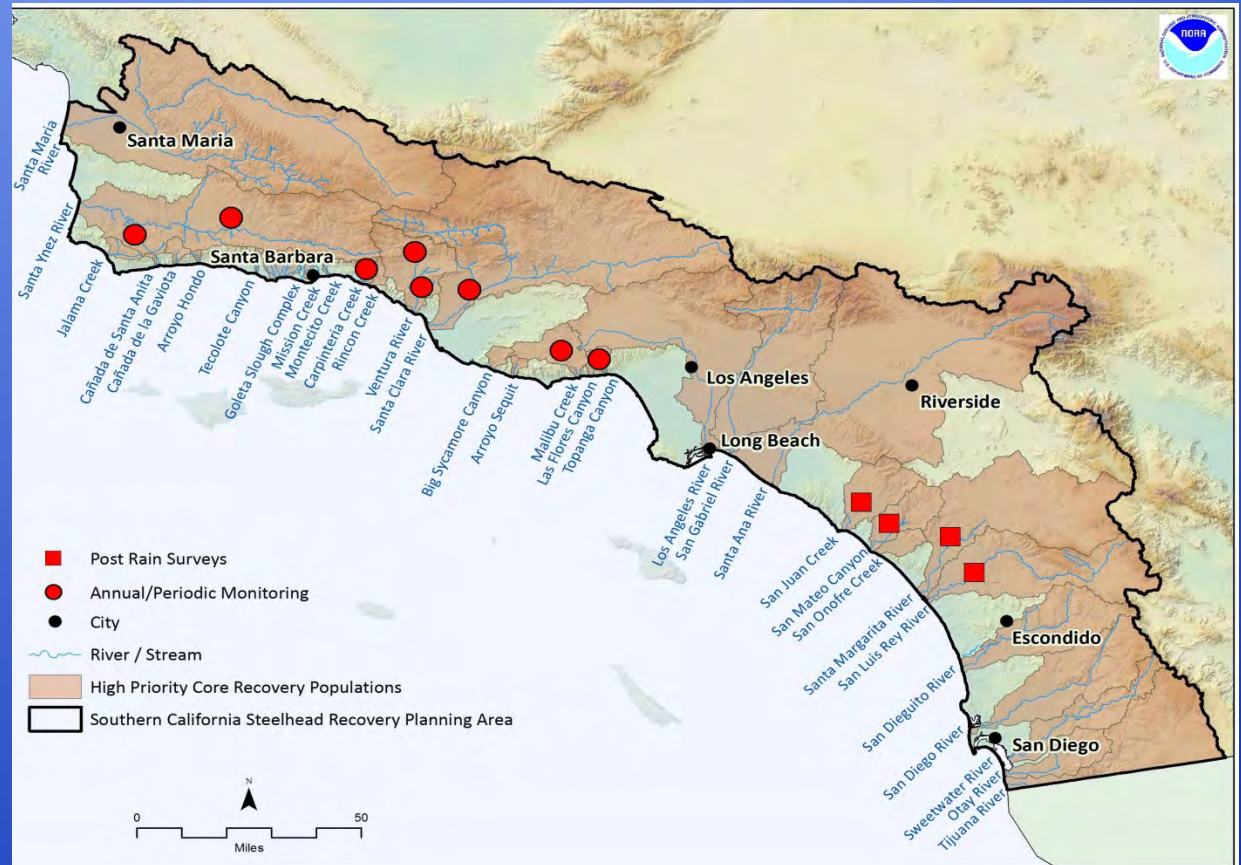 NOAA
Santa Maria
Santa Barbara
Los Angeles
Riverside
Long Beach
Escondido
San Diego
Santa Maria
River
Santa Ynez River
Jalama Creek
Cañada de Santa Anita
Cañada de la Gaviota
Arroyo Hondo
Tecolote Canyon
Goleta Slough Complex
Mission Creek
Montecito Creek
Carpinteria Creek
Rincon Creek
Ventura River
Santa Clara River
Big Sycamore Canyon
Arroyo Sequit
Malibu Creek
Las Flores Canyon
Topanga Canyon
Los Angeles River
San Gabriel River
Santa Ana River
San Juan Creek
San Mateo Canyon
San Onofre Creek
Santa Margarita River
San Luis Rey River
San Dieguito River
San Diego River
Sweetwater River
Otay River
Tijuana River
Post Rain Surveys
Annual/Periodic Monitoring
City
River / Stream
High Priority Core Recovery Populations
Southern California Steelhead Recovery Planning Area
N
0 50
Miles